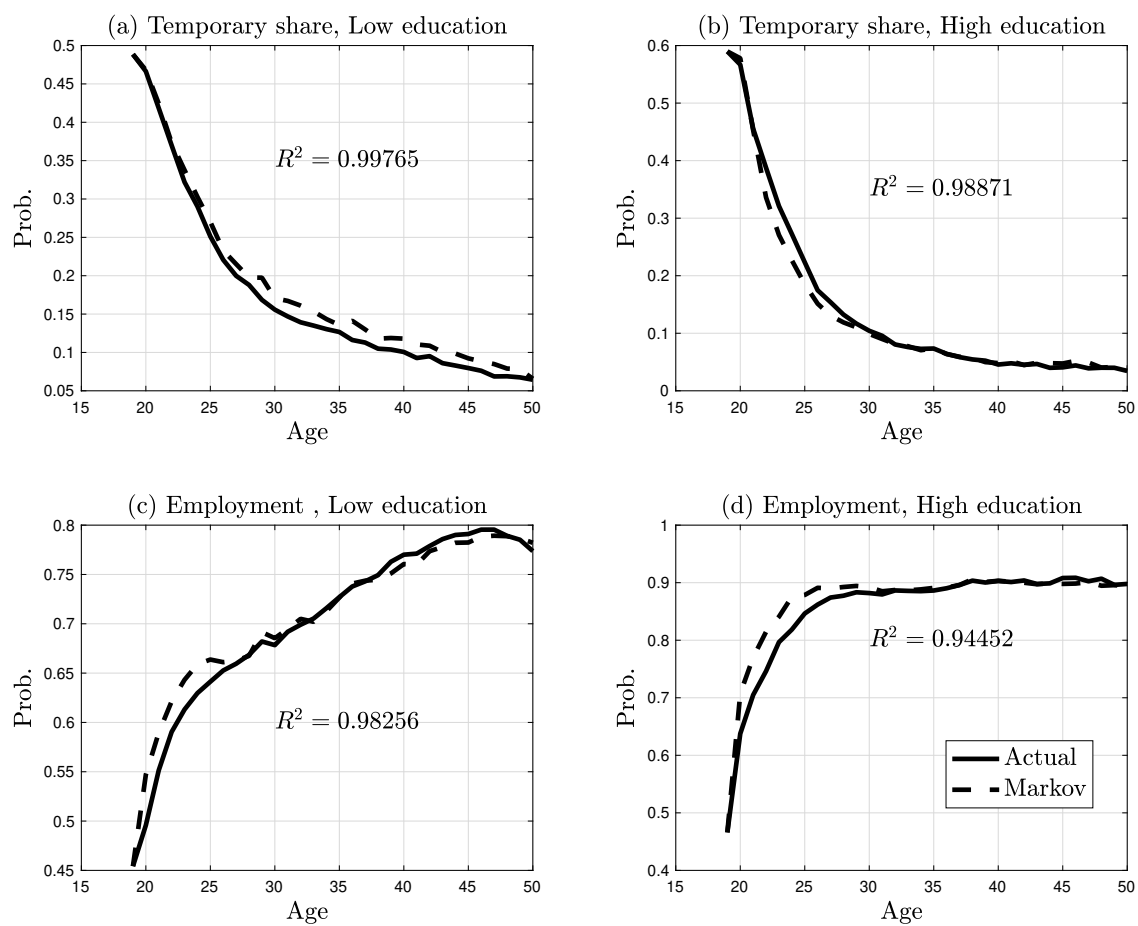 (a) Temporary share, Low education
0.5
0.45
0.4
0.35
0.3
0.25
0.2
0.15
0.1
0.05
Prob.
R² = 0.99765
15 20 25 30 35 40 45 50
Age
(b) Temporary share, High education
0.6
0.5
0.4
0.3
0.2
0.1
0
Prob.
R² = 0.98871
15 20 25 30 35 40 45 50
Age
(c) Employment , Low education
0.8
0.75
0.7
0.65
0.6
0.55
0.5
0.45
Prob.
R² = 0.98256
15 20 25 30 35 40 45 50
Age
(d) Employment, High education
1
0.9
0.8
0.7
0.6
0.5
0.4
Prob.
R² = 0.94452
Actual
Markov
15 20 25 30 35 40 45 50
Age